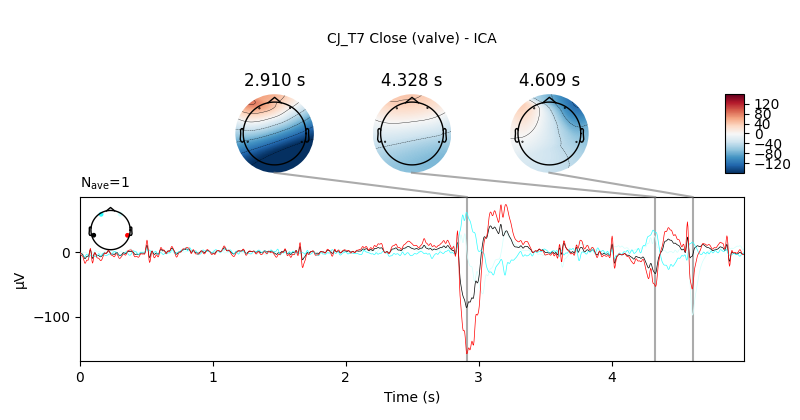 CJ_T7 Close (valve) - ICA
2.910 s 4.328 s 4.609 s
120
80
40
0
−40
−80
−120
Nave=1
0
−100
µV
0 1 2 3 4
Time (s)